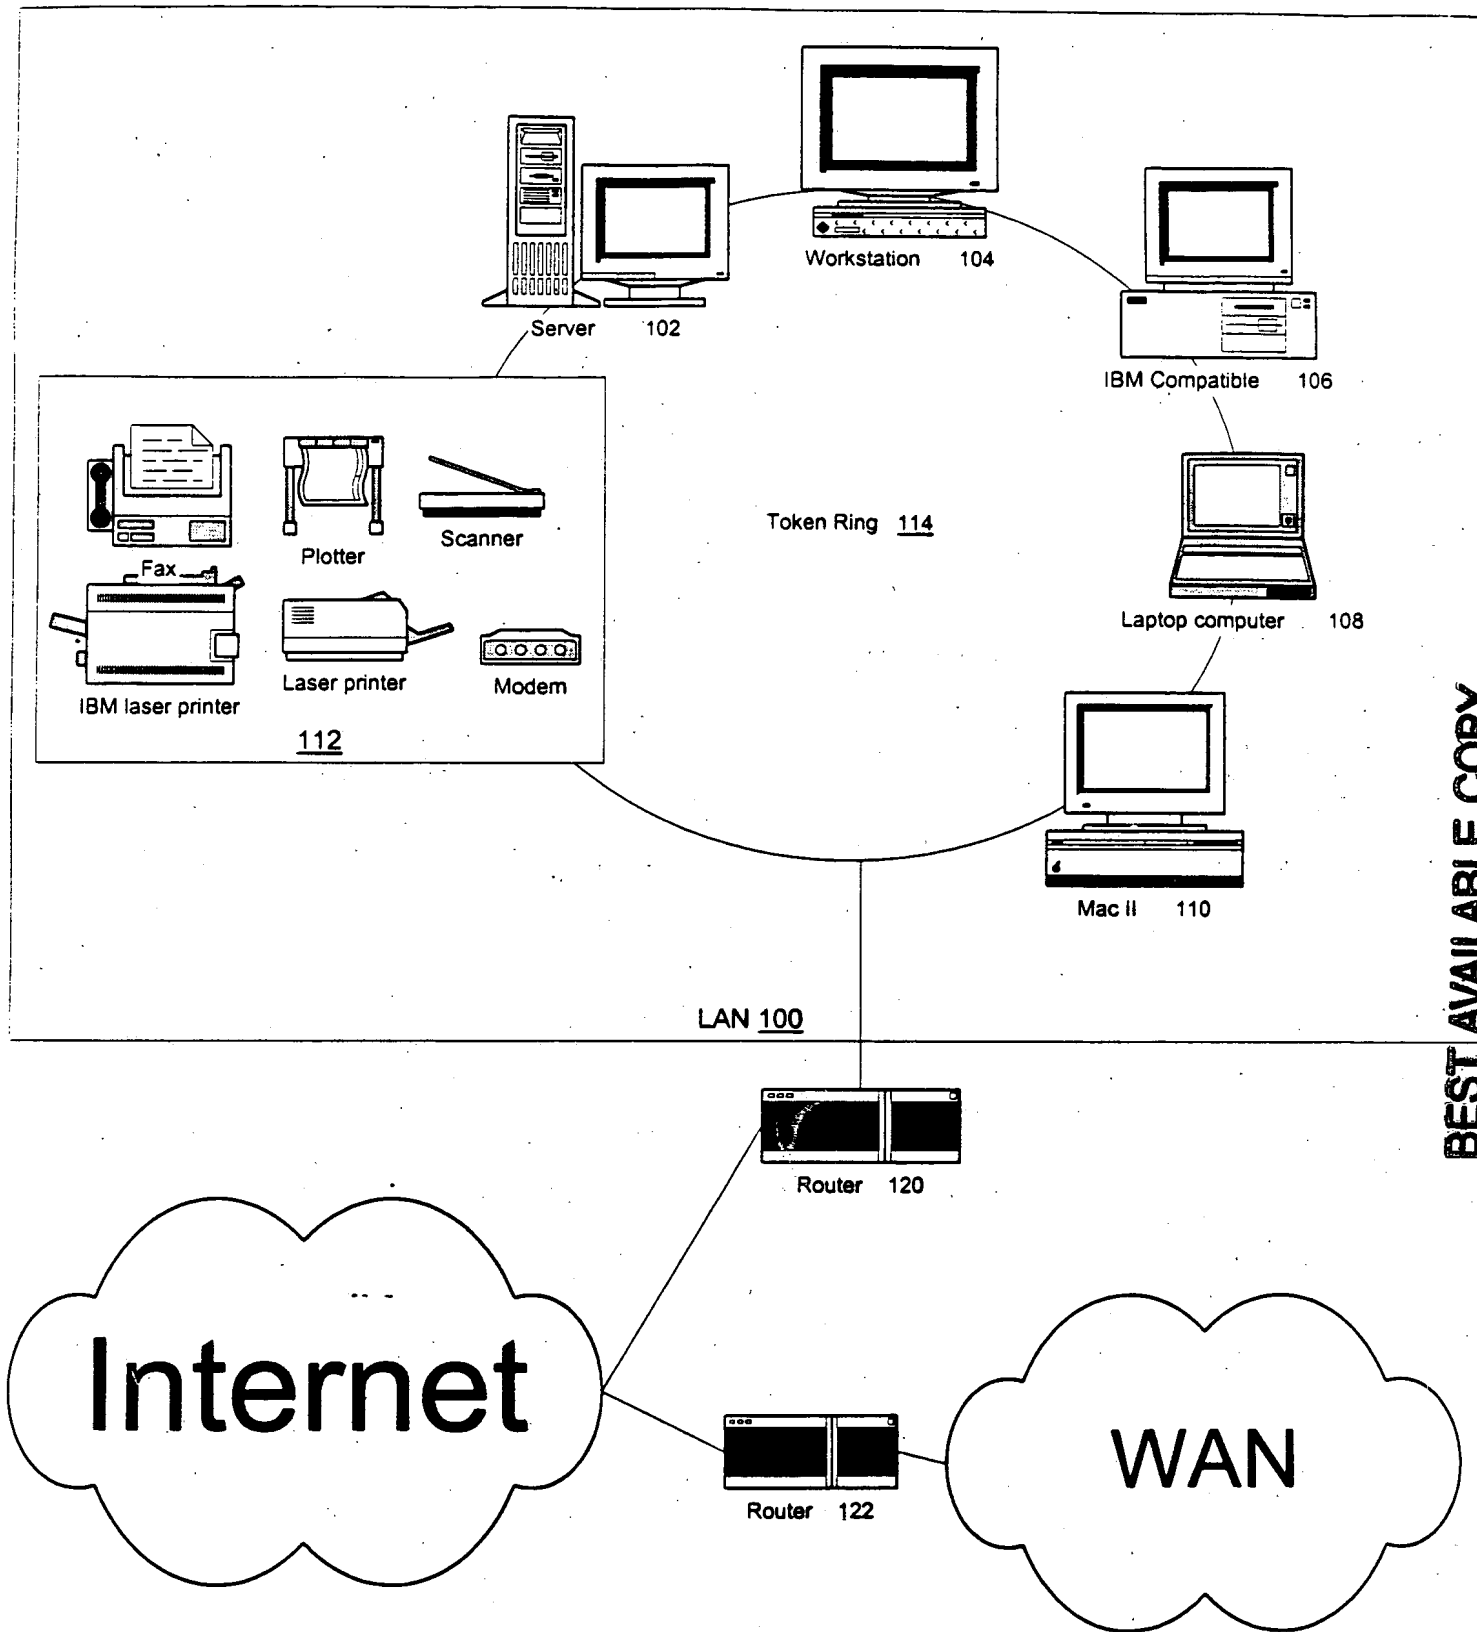 Workstation 104
Server 102
IBM Compatible 106
Fax
Plotter
Scanner
Token Ring 114
Laptop computer 108
IBM laser printer
Laser printer
Modem
112
Mac II 110
LAN 100
BEST AVAILABLE COPY
Router 120
Internet
WAN
Router 122